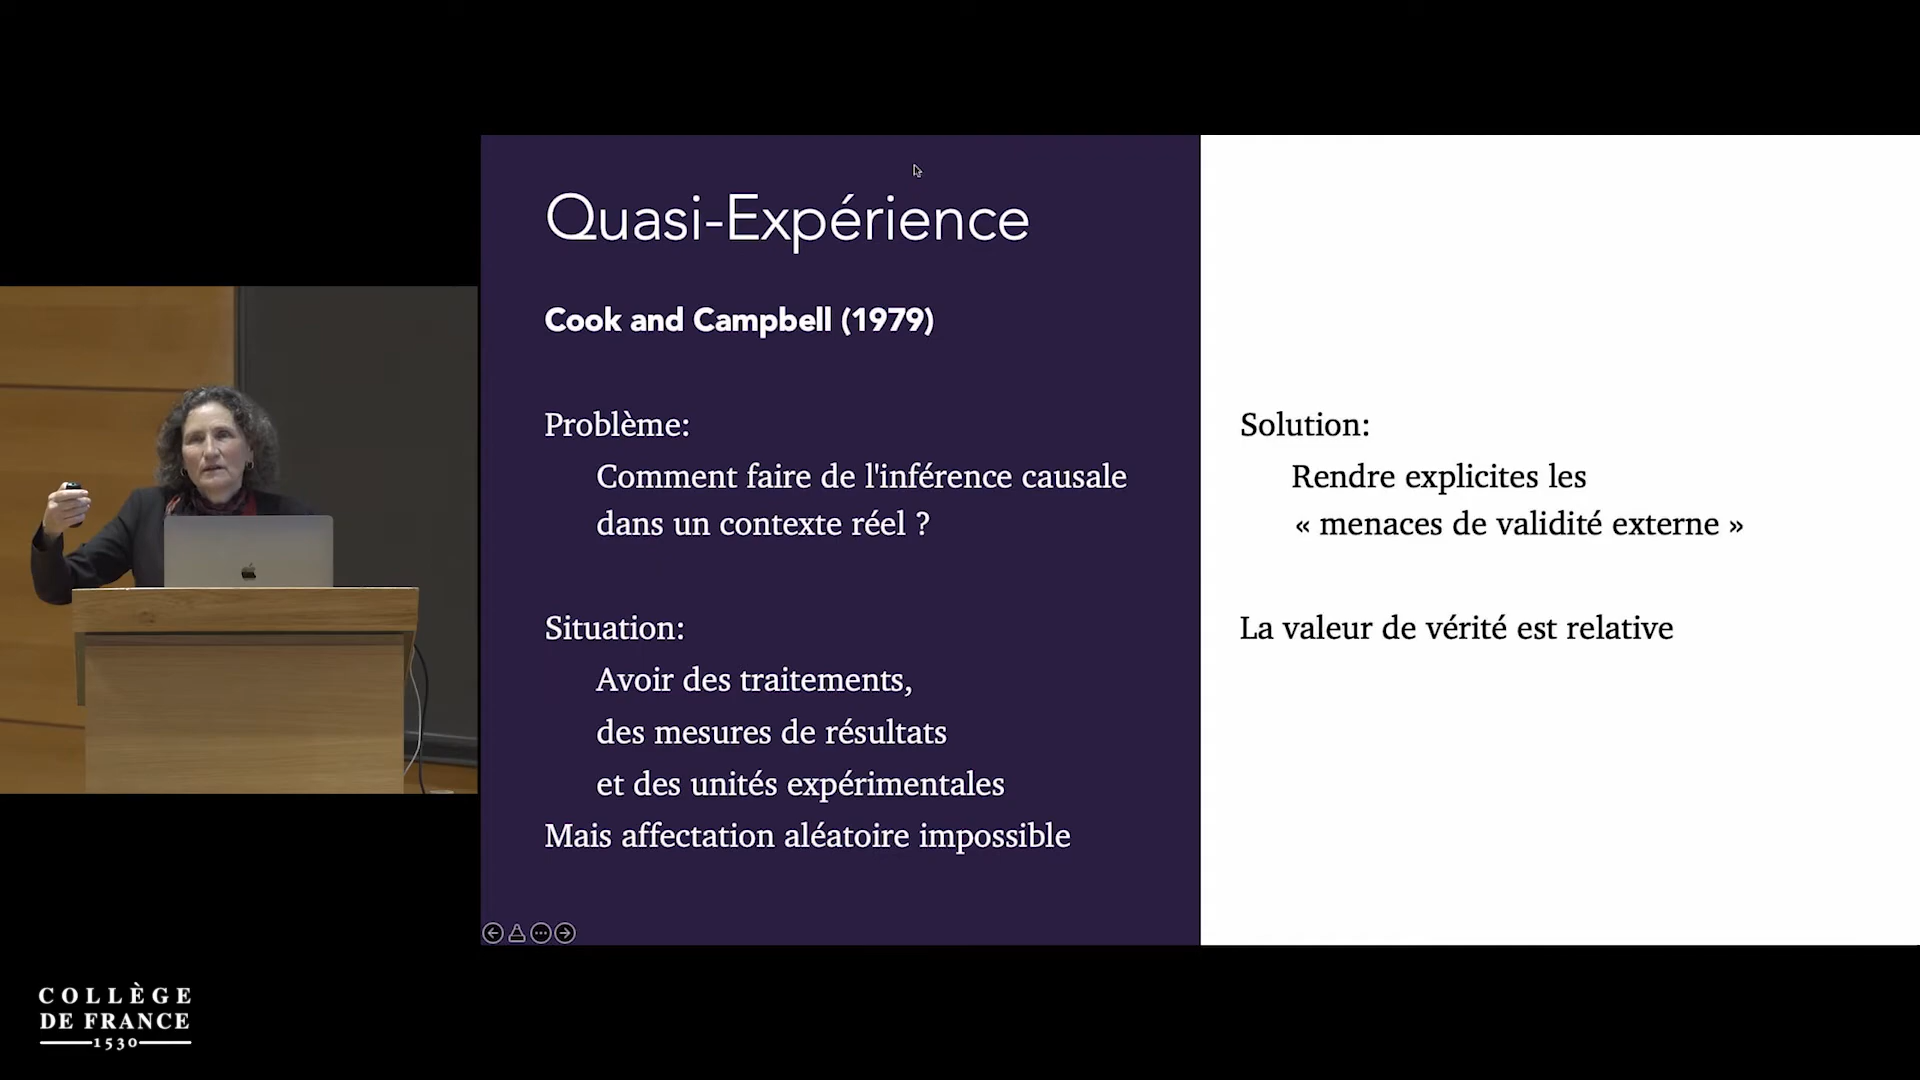 Quasi-Expérience
Cook and Campbell (1979)
Problème:
Comment faire de l'inférence causale
dans un contexte réel ?
Situation:
Avoir des traitements,
des mesures de résultats
et des unités expérimentales
Mais affectation aléatoire impossible
Solution:
Rendre explicites les
« menaces de validité externe »
La valeur de vérité est relative
COLLÈGE
DE FRANCE
1530